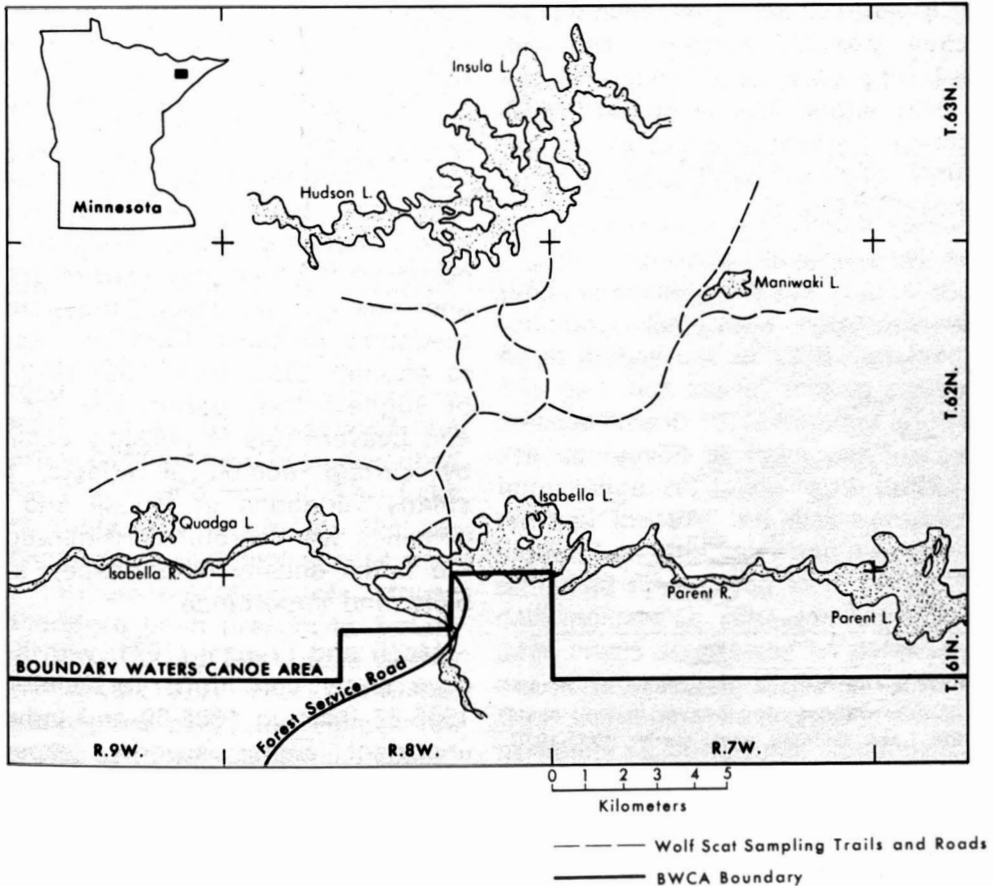 Insula L.
T.63N.
Hudson L.
Minnesota
Maniwaki L.
T.62N.
Isabella L.
Quadga L.
Isabella R.
Parent R.
Parent L.
BOUNDARY WATERS CANOE AREA
T.61N.
Forest Service Road
R.9W.
R.8W.
R.7W.
0 1 2 3 4 5
Kilometers
Wolf Scat Sampling Trails and Roads
BWCA Boundary